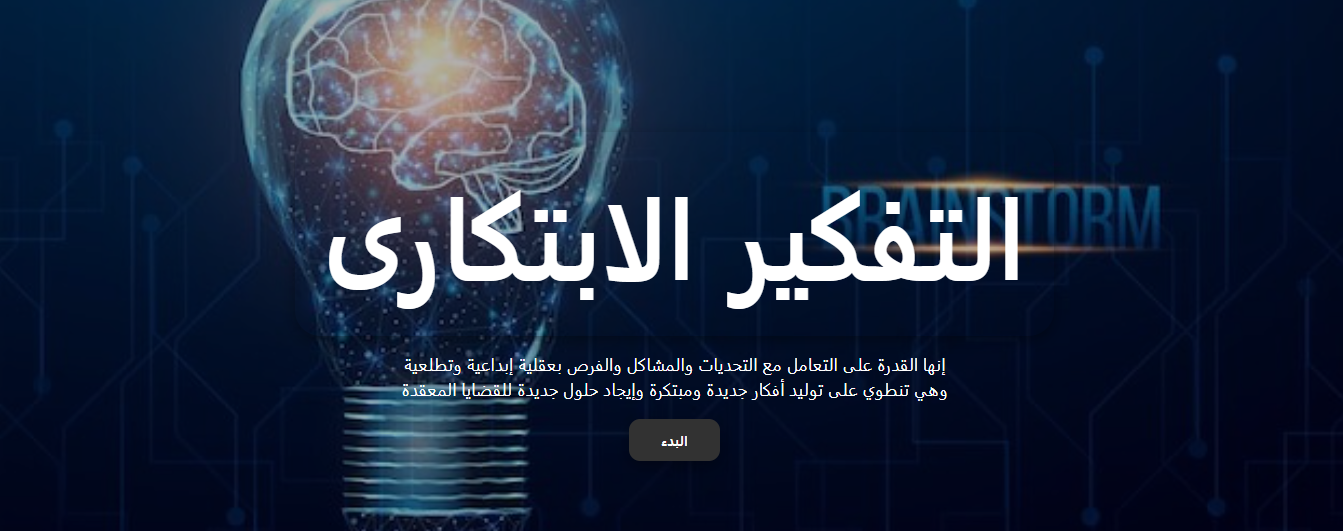 BRAINSTORM
التفكير الابتكارى
إنها القدرة على التعامل مع التحديات والمشاكل والفرص بعقلية إبداعية وتطلعية
وهي تنطوي على توليد أفكار جديدة ومبتكرة وإيجاد حلول جديدة للقضايا المعقدة
البدء